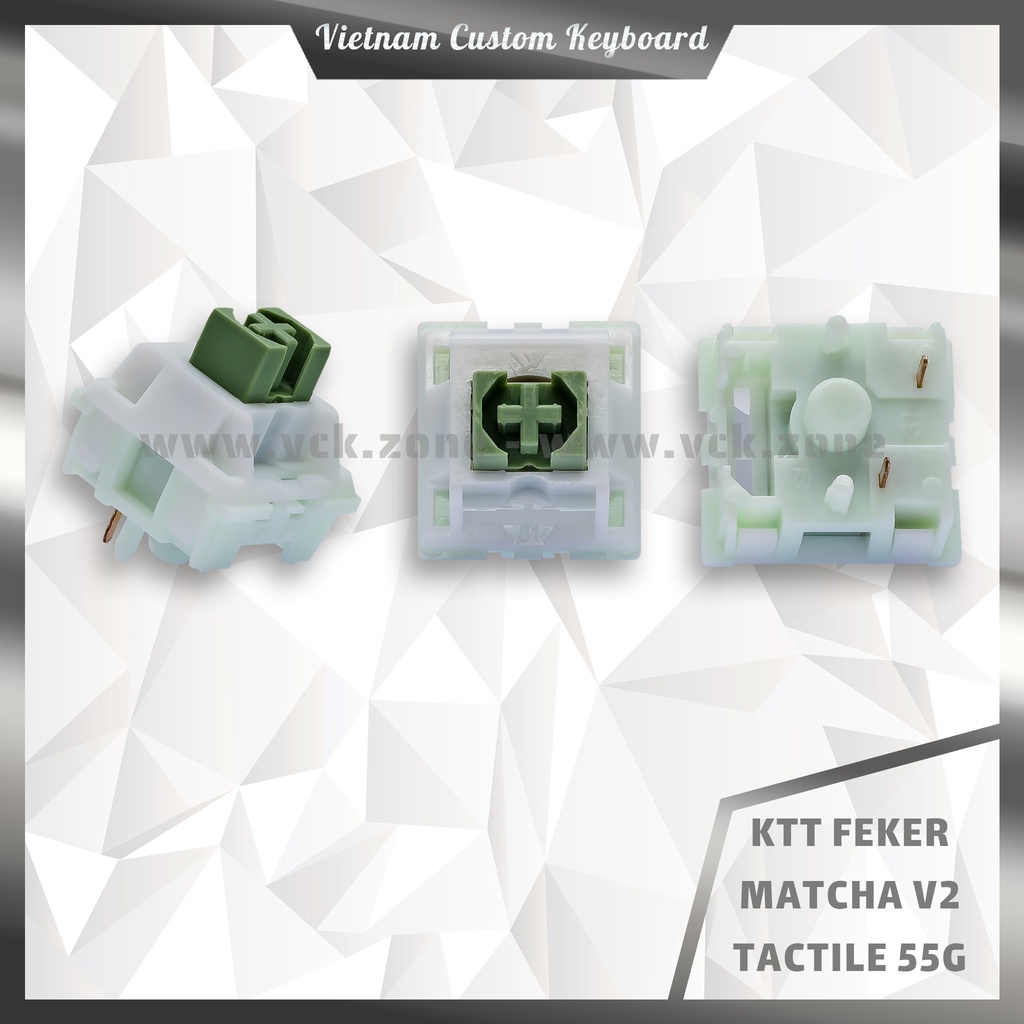 Vietnam Custom Keyboard
www.vck.zone - www.vck.zone
KTT FEKER
MATCHA V2
TACTILE 55G